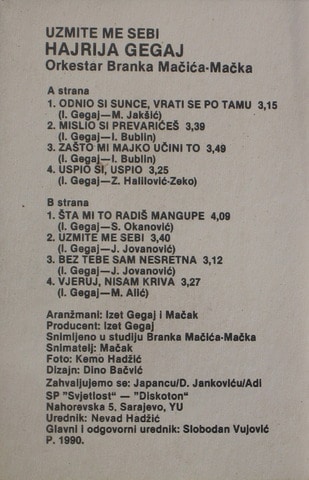 UZMITE ME SEBI
HAJRIJA GEGAJ
Orkestar Branka Mačića-Mačka
A strana
1. ODNIO SI SUNCE, VRATI SE PO TAMU 3,15
(I. Gegaj—M. Jakšić)
2. MISLIO SI PREVARIĆEŠ 3,39
(I. Gegaj—I. Bublin)
3. ZAŠTO MI MAJKO UČINI TO 3,49
(I. Gegaj—I. Bublin)
4. USPIO SI, USPIO 3,25
(I. Gegaj—Z. Halilović-Zeko)
B strana
1. ŠTA MI TO RADIŠ MANGUPE 4,09
(I. Gegaj—S. Okanović)
2. UZMITE ME SEBI 3,40
(I. Gegaj—J. Jovanović)
3. BEZ TEBE SAM NESRETNA 3,12
(I. Gegaj—J. Jovanović)
4. VJERUJ, NISAM KRIVA 3,27
(I. Gegaj—M. Alić)
Aranžmani: Izet Gegaj i Mačak
Producent: Izet Gegaj
Snimljeno u studiju Branka Mačića-Mačka
Snimatelj: Mačak
Foto: Kemo Hadžić
Dizajn: Dino Bačvić
Zahvaljujemo se: Japancu/D. Jankoviću/Adi
SP "Svjetlost" — "Diskoton"
Nahorevska 5, Sarajevo, YU
Urednik: Nevad Hadžić
Glavni i odgovorni urednik: Slobodan Vujović
P. 1990.